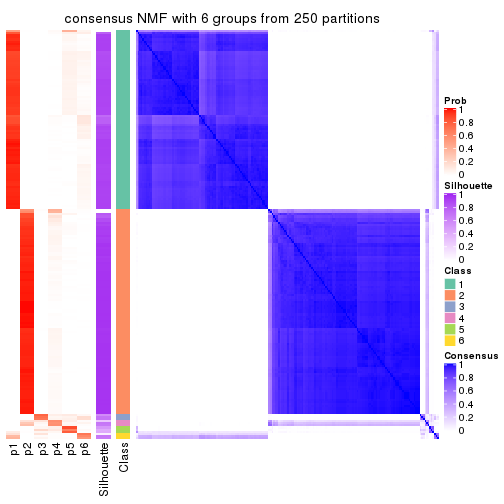 consensus NMF with 6 groups from 250 partitions
Prob
1
0.8
0.6
0.4
0.2
0
Silhouette
1
0.8
0.6
0.4
0.2
0
Class
1
2
3
4
5
6
Consensus
1
0.8
0.6
0.4
0.2
0
p1
p2
p3
p4
p5
p6
Silhouette
Class